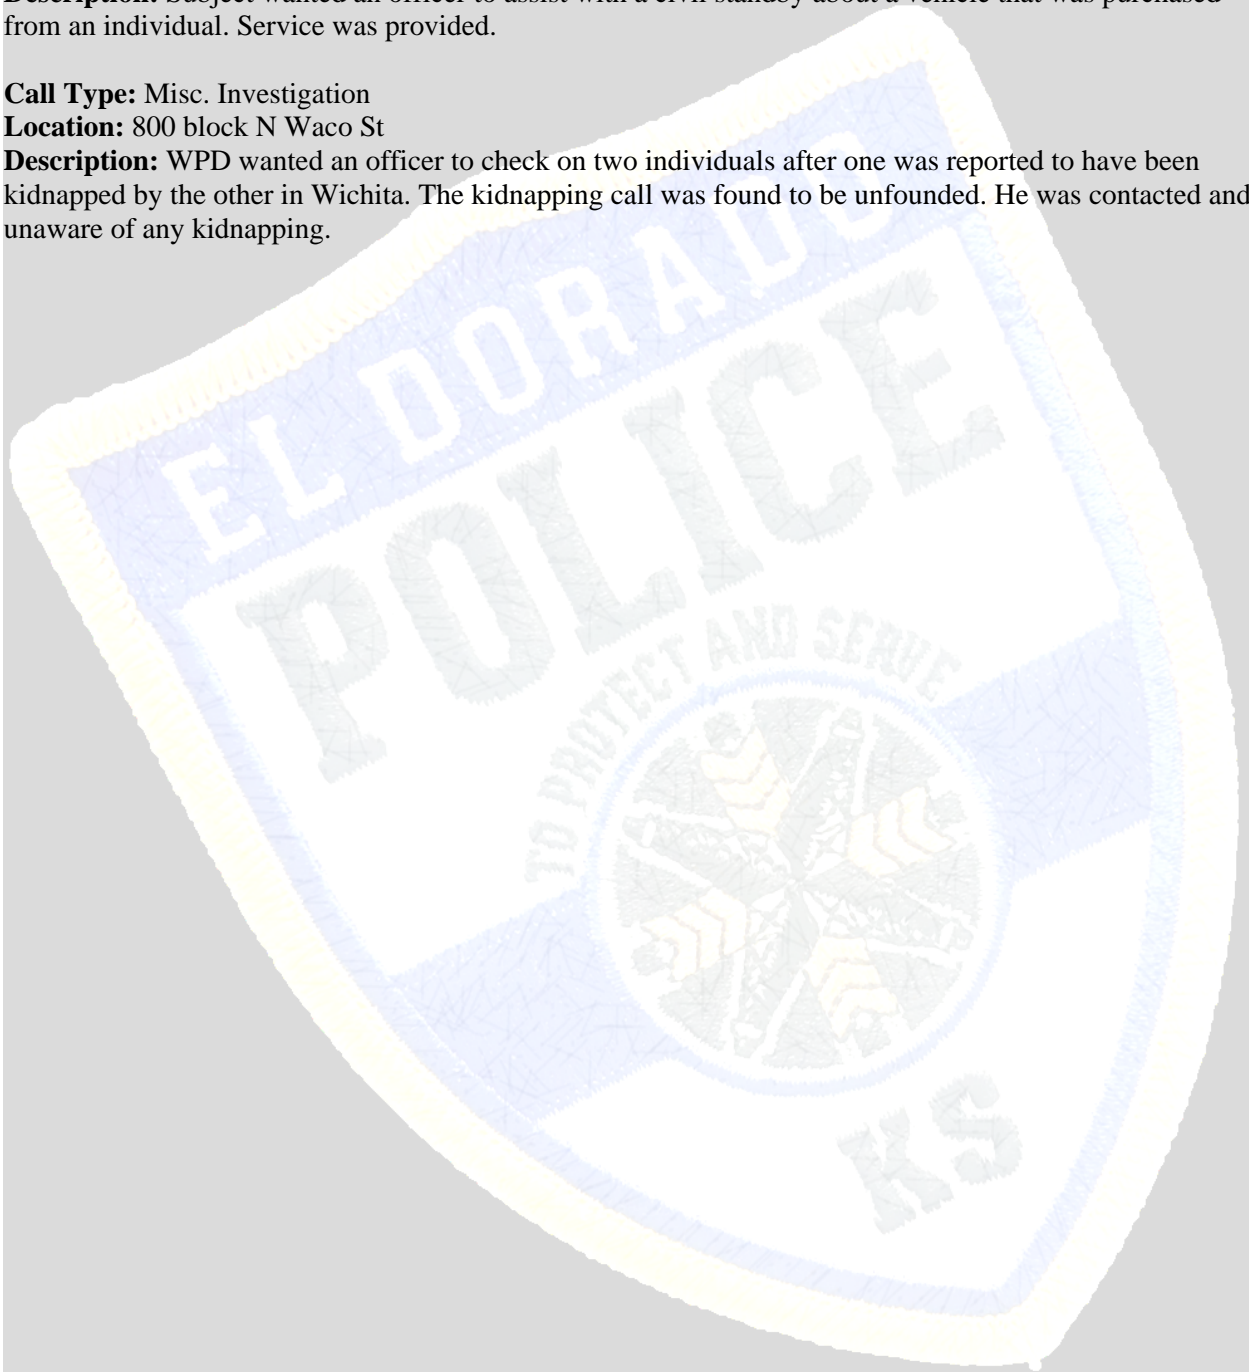 Description: Subject wanted an officer to assist with a civil standby about a vehicle that was purchased
from an individual. Service was provided.
Call Type: Misc. Investigation
Location: 800 block N Waco St
Description: WPD wanted an officer to check on two individuals after one was reported to have been
kidnapped by the other in Wichita. The kidnapping call was found to be unfounded. He was contacted and
unaware of any kidnapping.
EL DORADO
POLICE
TO PROTECT AND SERVE
KS